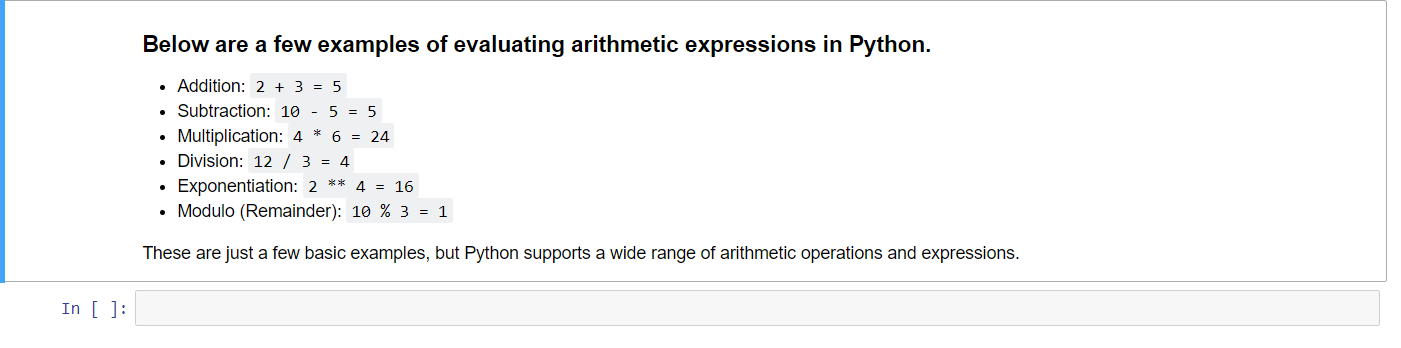 Below are a few examples of evaluating arithmetic expressions in Python.
• Addition: 2 + 3 = 5
• Subtraction: 10 - 5 = 5
• Multiplication: 4 * 6 = 24
• Division: 12 / 3 = 4
• Exponentiation: 2 ** 4 = 16
• Modulo (Remainder): 10 % 3 = 1
These are just a few basic examples, but Python supports a wide range of arithmetic operations and expressions.
In [ ]: